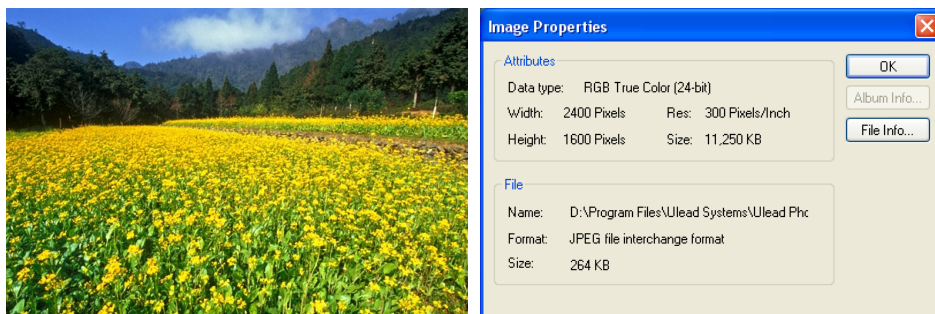 Image Properties
Attributes
Data type: RGB True Color (24-bit)
Width: 2400 Pixels Res: 300 Pixels/Inch
Height: 1600 Pixels Size: 11,250 KB
OK
Album Info...
File Info...
File
Name: D:\Program Files\Ulead Systems\Ulead Phc
Format: JPEG file interchange format
Size: 264 KB